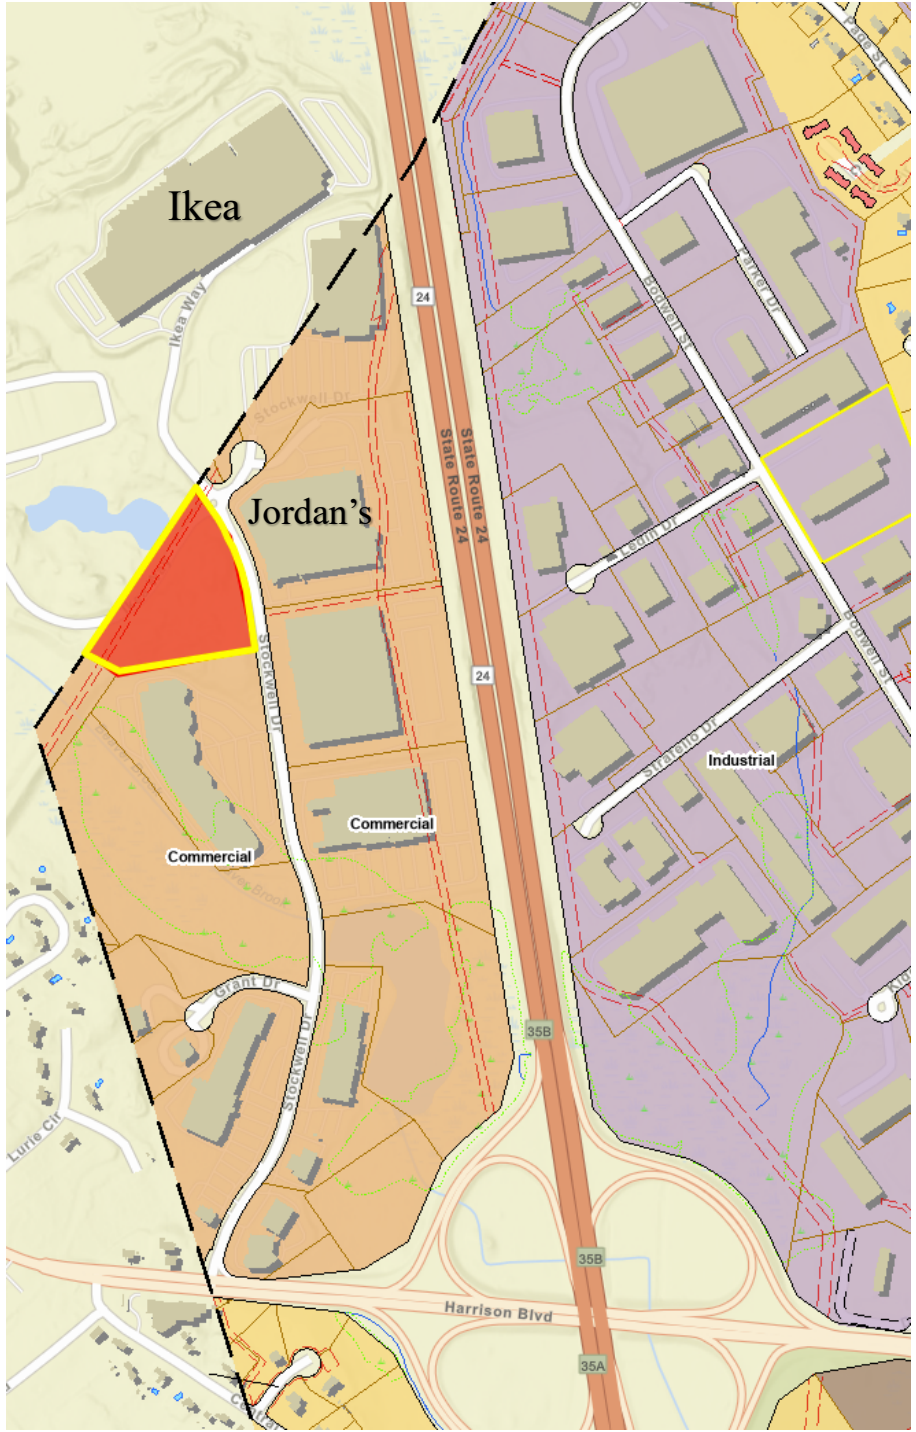 Page St
Ikea
Parker Dr
24
Bodwell St
Ikea Way
Stockwell Dr
State Route 24
State Route 24
Jordan's
Ledin Dr
Bodwell St
Stockwell Dr
24
Stratello Dr
Industrial
Commercial
Commercial
Brook
Grant Dr
35B
Stockwell Dr
Lurie Cir
35B
Harrison Blvd
35A
Central